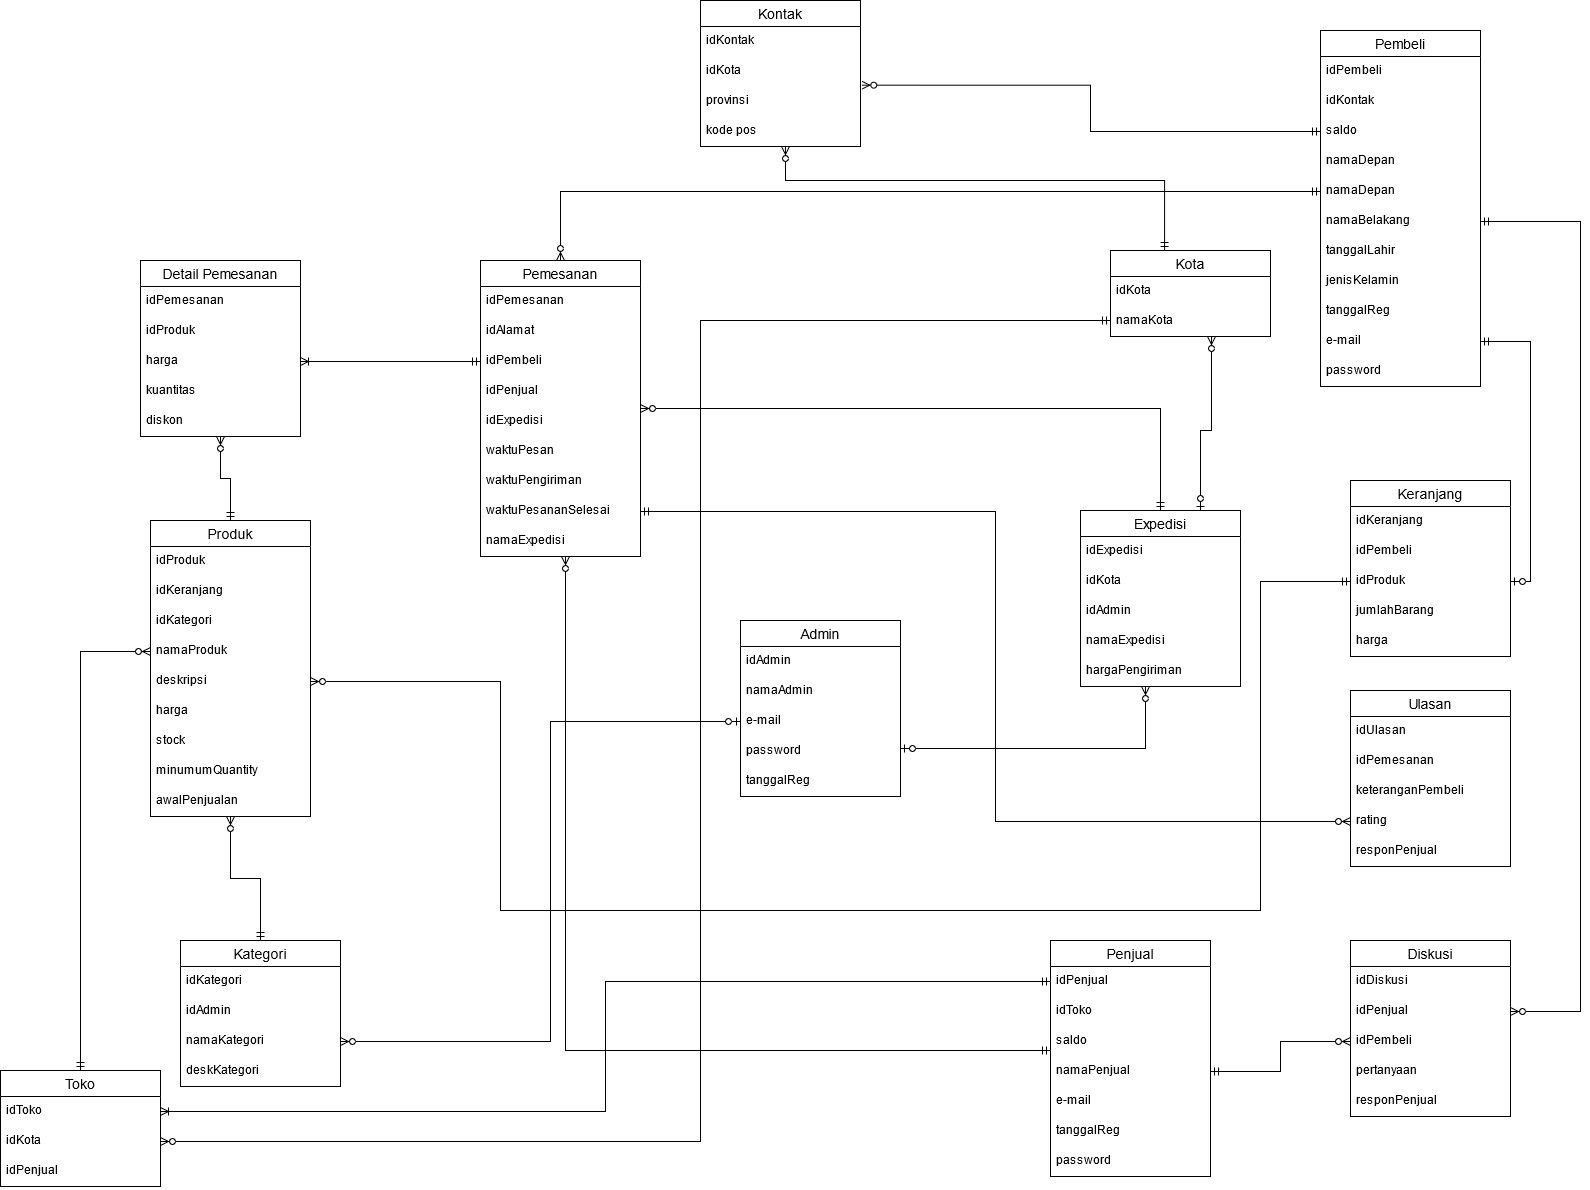 Kontak
idKontak
idKota
provinsi
kode pos
Pembeli
idPembeli
idKontak
saldo
namaDepan
namaDepan
namaBelakang
tanggalLahir
jenisKelamin
tanggalReg
e-mail
password
Detail Pemesanan
idPemesanan
idProduk
harga
kuantitas
diskon
Pemesanan
idPemesanan
idAlamat
idPembeli
idPenjual
idExpedisi
waktuPesan
waktuPengiriman
waktuPesananSelesai
namaExpedisi
Kota
idKota
namaKota
Produk
idProduk
idKeranjang
idKategori
namaProduk
deskripsi
harga
stock
minumumQuantity
awalPenjualan
Admin
idAdmin
namaAdmin
e-mail
password
tanggalReg
Expedisi
idExpedisi
idKota
idAdmin
namaExpedisi
hargaPengiriman
Keranjang
idKeranjang
idPembeli
idProduk
jumlahBarang
harga
Ulasan
idUlasan
idPemesanan
keteranganPembeli
rating
responPenjual
Kategori
idKategori
idAdmin
namaKategori
deskKategori
Toko
idToko
idKota
idPenjual
Penjual
idPenjual
idToko
saldo
namaPenjual
e-mail
tanggalReg
password
Diskusi
idDiskusi
idPenjual
idPembeli
pertanyaan
responPenjual